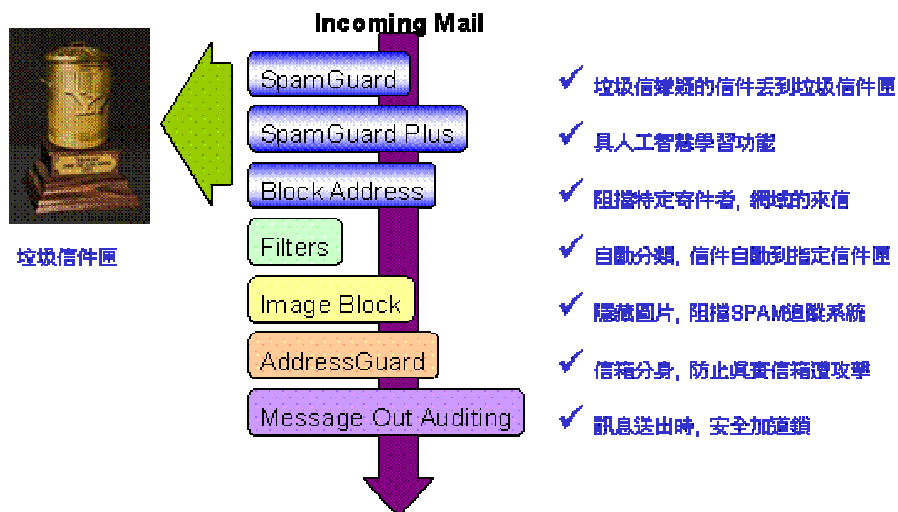 Incoming Mail
SpamGuard
垃圾信嫌疑的信件丟到垃圾信件匣
SpamGuard Plus
具人工智慧學習功能
Block Address
阻擋特定寄件者, 網域的來信
垃圾信件匣
Filters
自動分類, 信件自動到指定信件匣
Image Block
隱藏圖片, 阻擋SPAM追蹤系統
AddressGuard
信箱分身, 防止真實信箱遭攻擊
Message Out Auditing
訊息送出時, 安全加道鎖